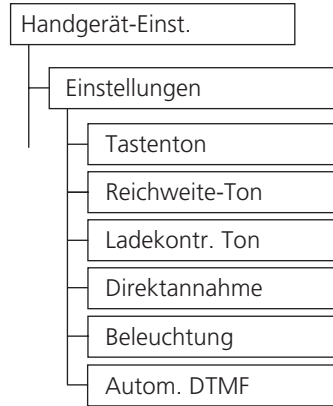 Handgerät-Einst.
Einstellungen
Tastenton
Reichweite-Ton
Ladekontr. Ton
Direktannahme
Beleuchtung
Autom. DTMF